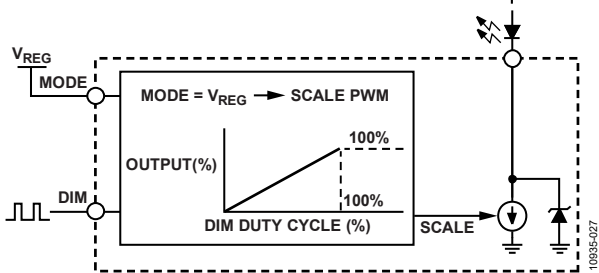 VREG
MODE
MODE = VREG → SCALE PWM
100%
OUTPUT(%)
DIM
100%
DIM DUTY CYCLE (%)
SCALE
10935-027